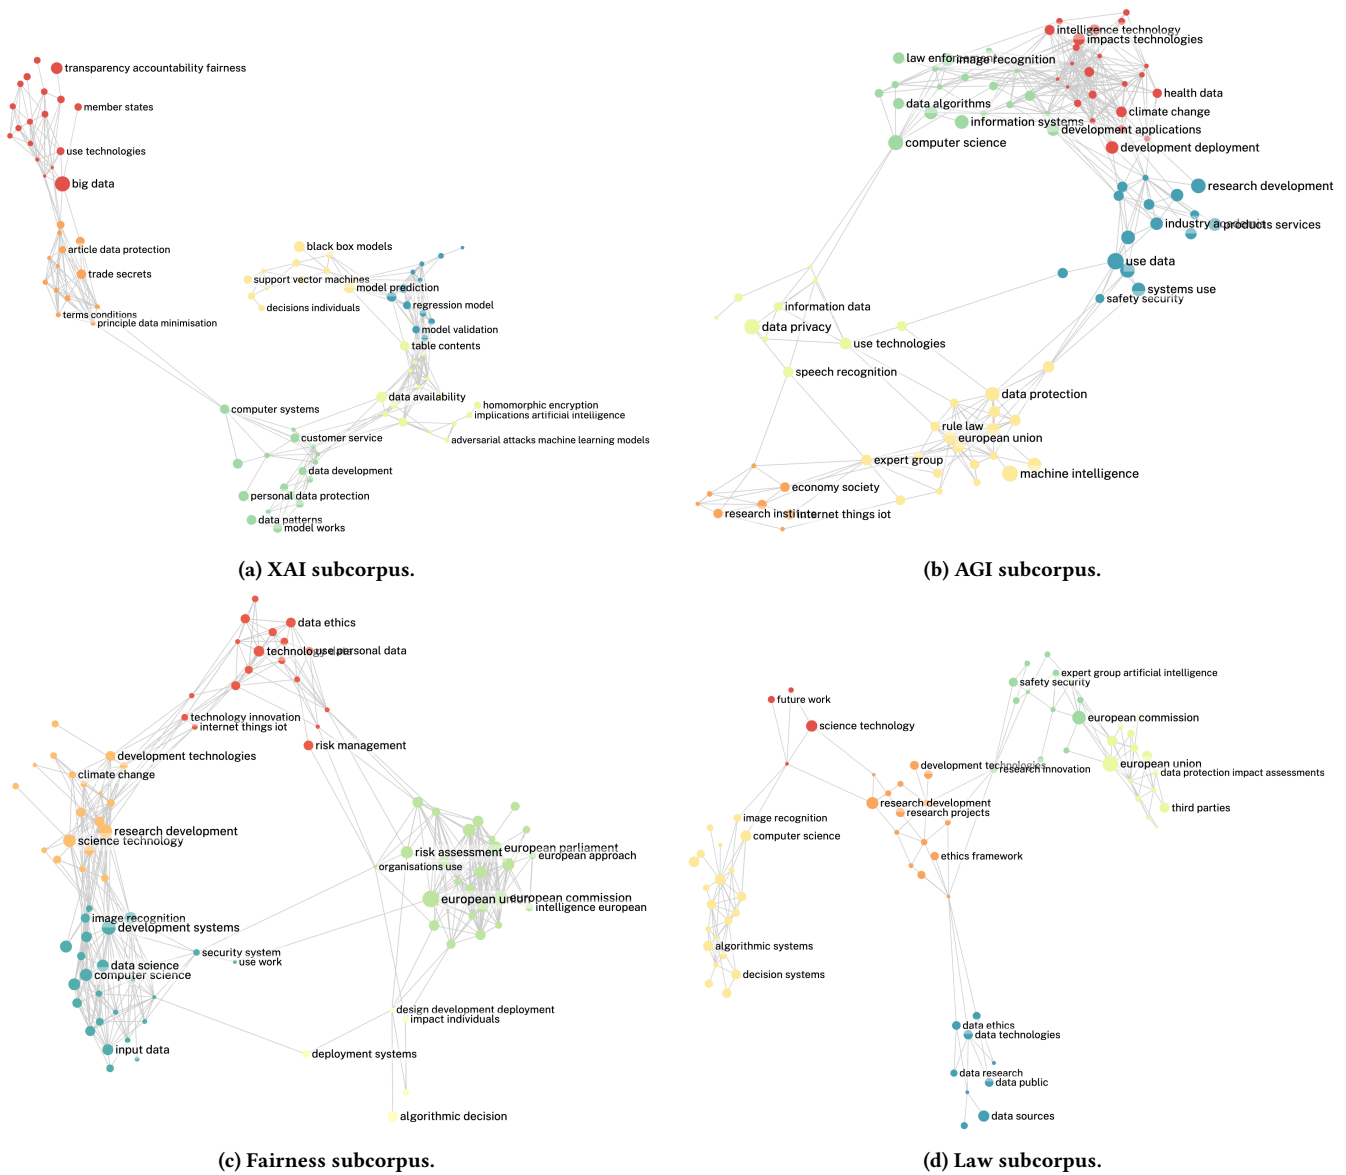 transparency accountability fairness
member states
use technologies
big data
article data protection
trade secrets
terms conditions
principle data minimisation
black box models
support vector machines
model prediction
decisions individuals
regression model
model validation
table contents
data availability
homomorphic encryption
implications artificial intelligence
adversarial attacks machine learning models
computer systems
customer service
data development
personal data protection
data patterns
model works
(a) XAI subcorpus.
intelligence technology
impacts technologies
law enforcement
image recognition
health data
data algorithms
climate change
information systems
development applications
computer science
development deployment
research development
industry academia
products services
use data
systems use
safety security
information data
data privacy
use technologies
speech recognition
data protection
rule law
european union
expert group
machine intelligence
economy society
research institute
internet things iot
(b) AGI subcorpus.
data ethics
technology
use personal data
technology innovation
internet things iot
risk management
development technologies
climate change
research development
science technology
risk assessment
european parliament
european approach
organisations use
european union
european commission
intelligence european
image recognition
development systems
security system
use work
data science
computer science
design development deployment
impact individuals
input data
deployment systems
algorithmic decision
(c) Fairness subcorpus.
expert group artificial intelligence
safety security
future work
european commission
science technology
development technologies
research innovation
european union
data protection impact assessments
research development
research projects
third parties
image recognition
computer science
ethics framework
algorithmic systems
decision systems
data ethics
data technologies
data research
data public
data sources
(d) Law subcorpus.